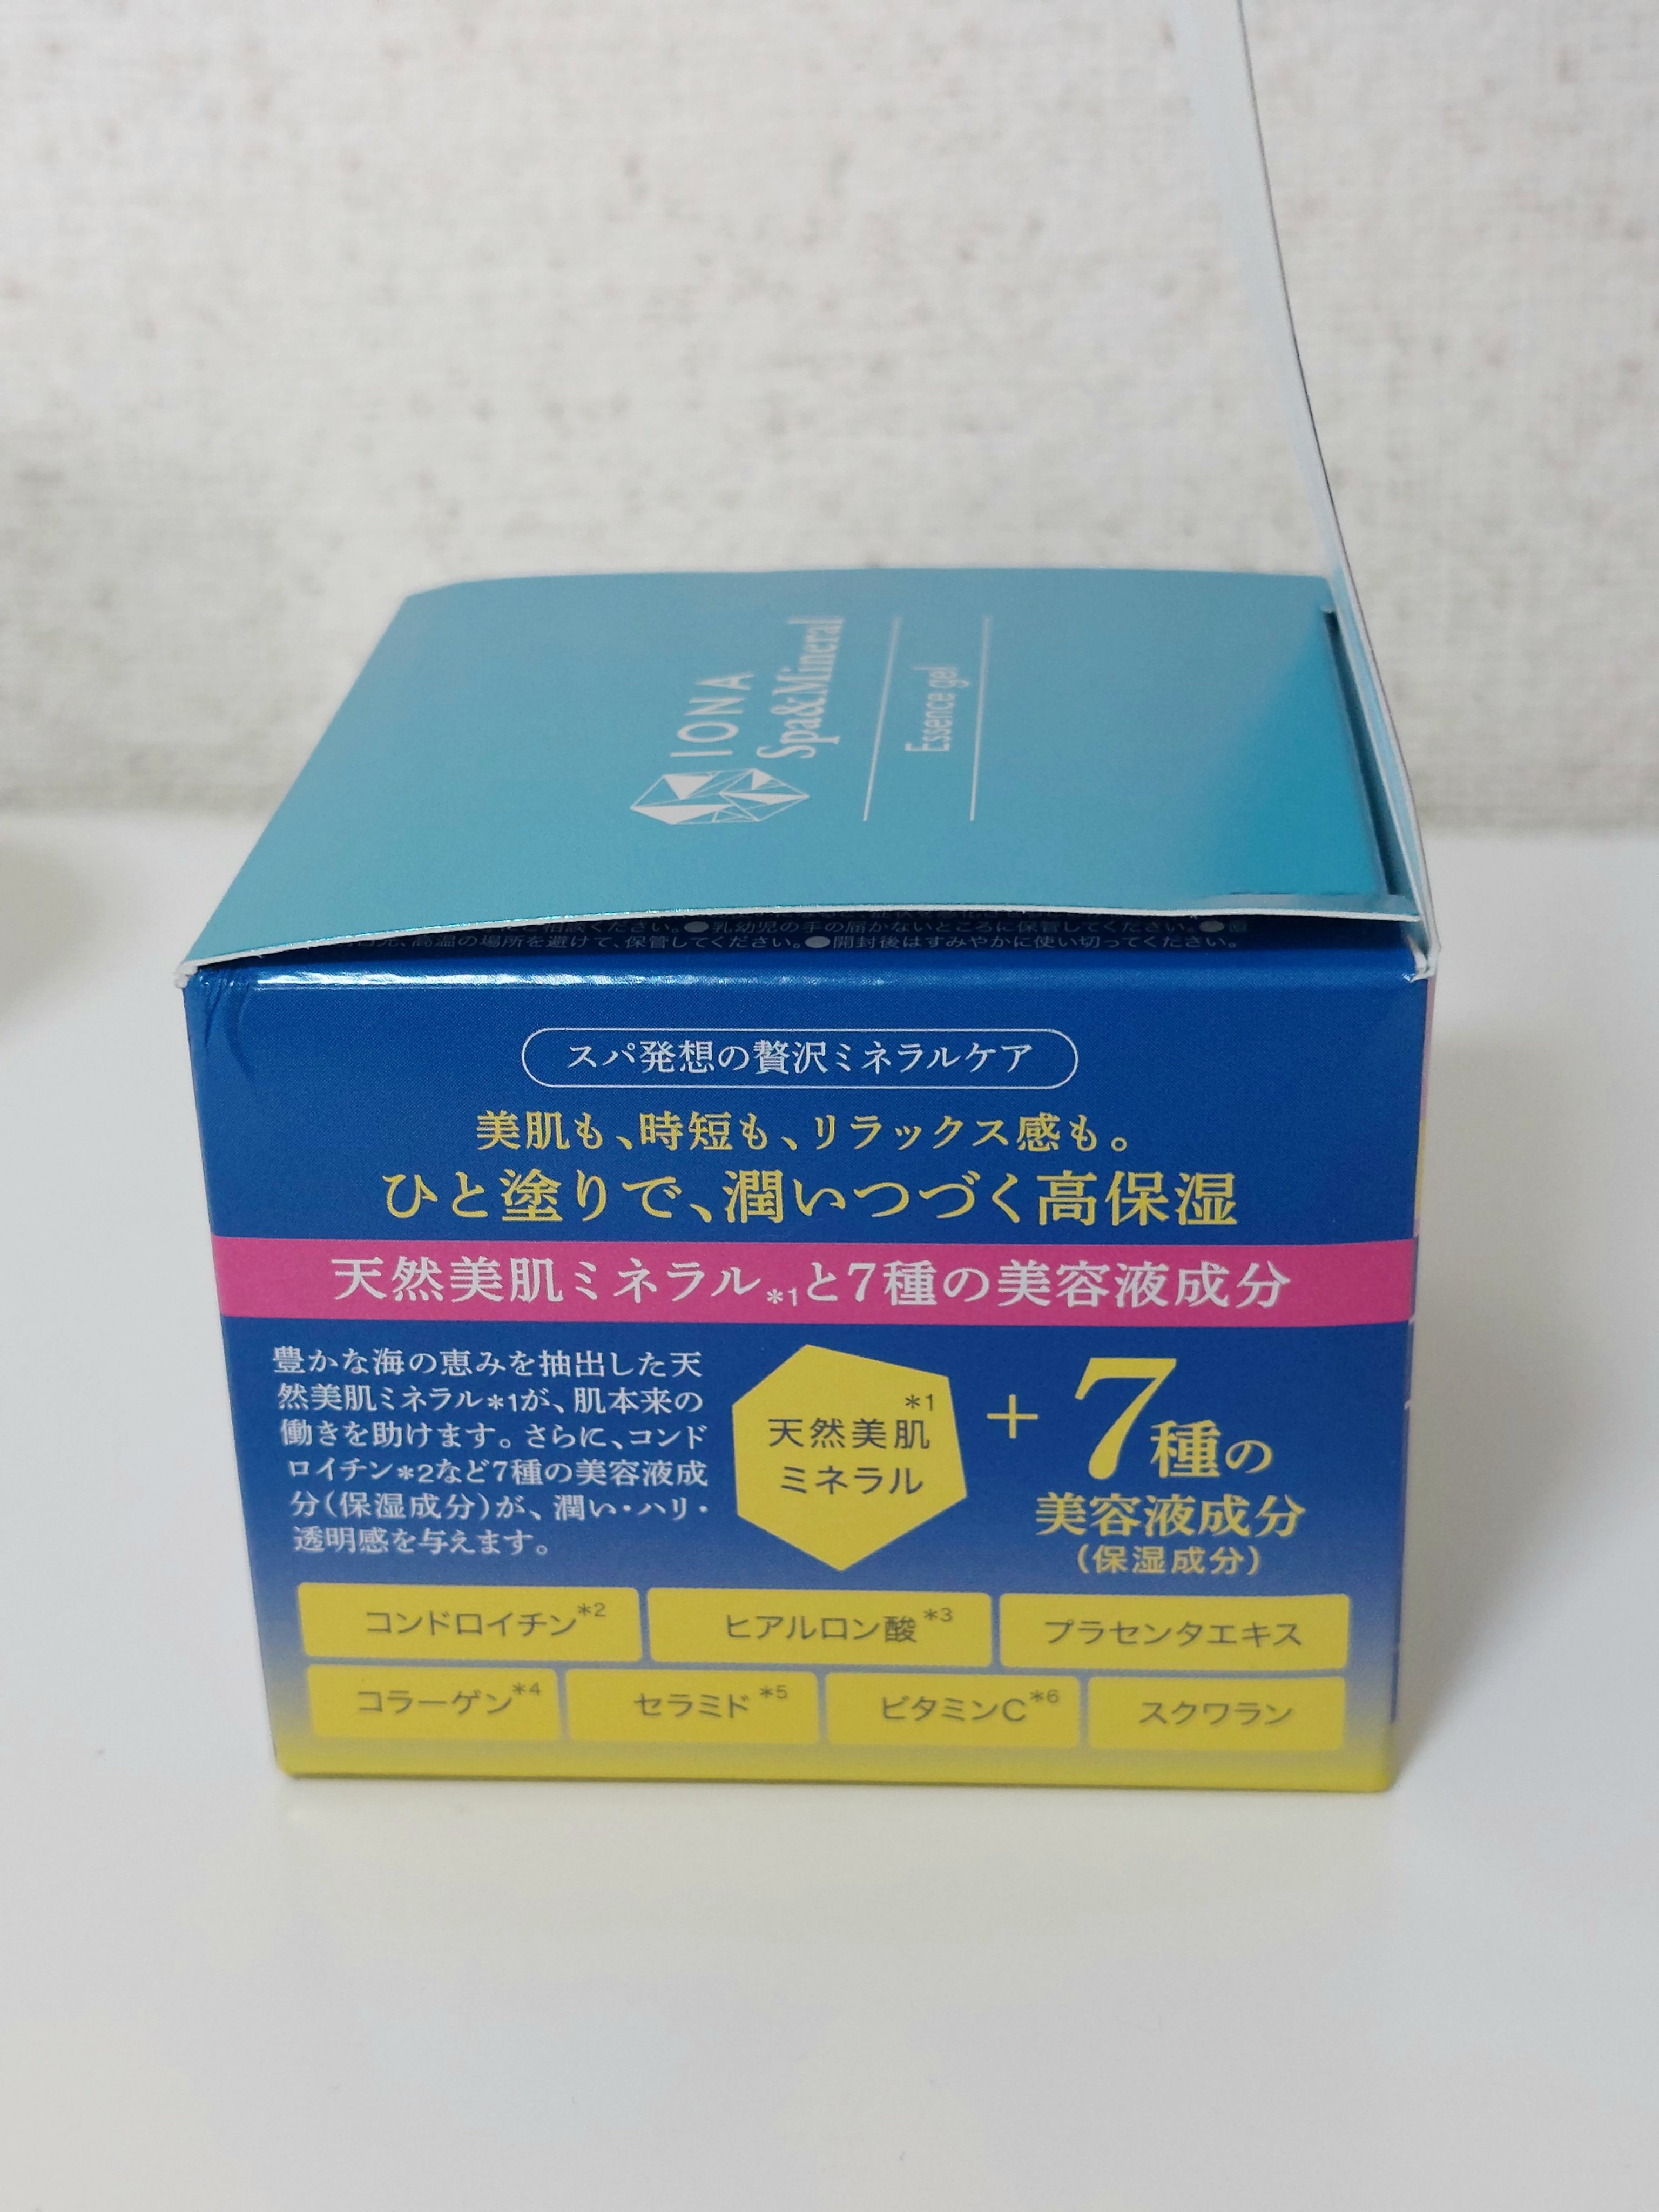 IONA
Spa&Mineral
Essence gel
ご相談ください。●乳幼児の手の届かないところに保管してください。●直
高温の場所を避けて、保管してください。●開封後はすみやかに使い切ってください。
スパ発想の贅沢ミネラルケア
美肌も、時短も、リラックス感も。
ひと塗りで、潤いつづく高保湿
天然美肌ミネラル*1と7種の美容液成分
豊かな海の恵みを抽出した天
然美肌ミネラル*1が、肌本来の
働きを助けます。さらに、コンド
ロイチン*2など7種の美容液成
分(保湿成分)が、潤い・ハリ・
透明感を与えます。
*1
天然美肌
ミネラル
+7種の
美容液成分
(保湿成分)
コンドロイチン*2 ヒアルロン酸*3 プラセンタエキス
コラーゲン*4 セラミド*5 ビタミンC*6 スクワラン